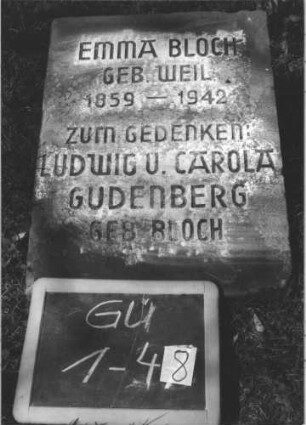 EMMA BLOCH
GEB. WEIL
1859 — 1942
ZUM GEDENKEN:
LUDWIG U. CAROLA
GUDENBERG
GEB. BLOCH
GU
1-48